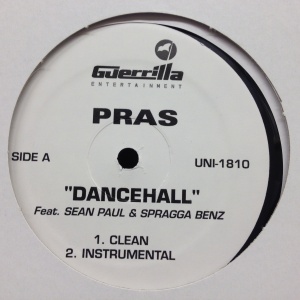 Guerrilla
ENTERTAINMENT
PRAS
SIDE A
UNI-1810
"DANCEHALL"
Feat. SEAN PAUL & SPRAGGA BENZ
1. CLEAN
2. INSTRUMENTAL